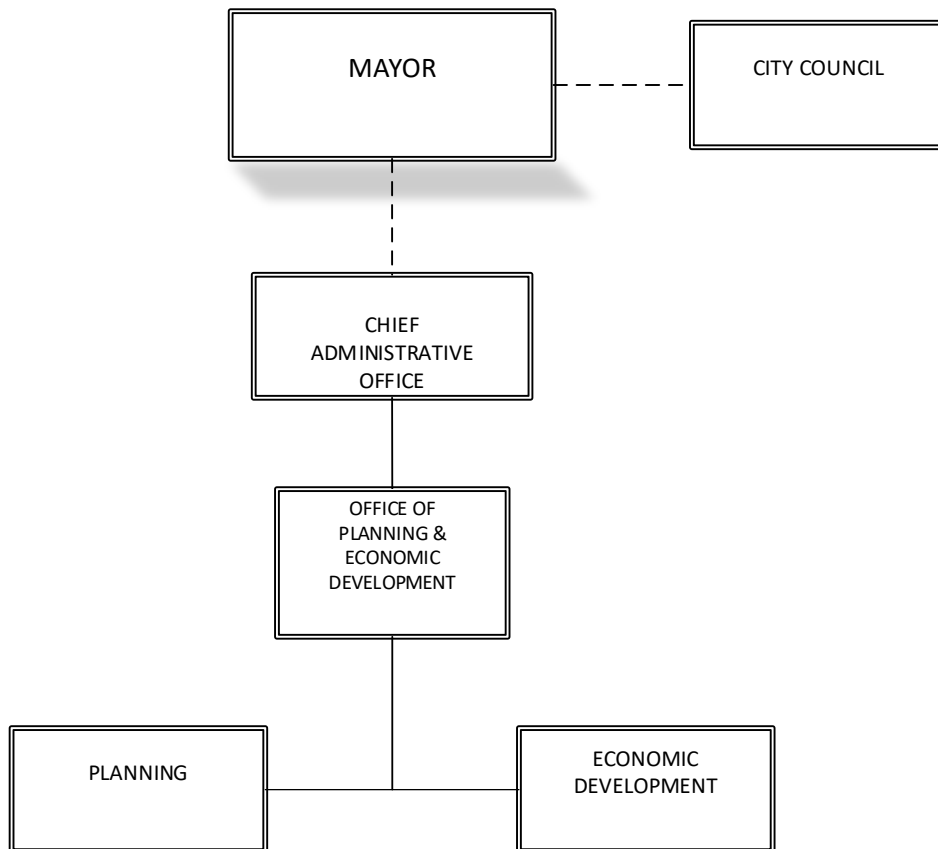 MAYOR
CITY COUNCIL
CHIEF
ADMINISTRATIVE
OFFICE
OFFICE OF
PLANNING &
ECONOMIC
DEVELOPMENT
PLANNING
ECONOMIC
DEVELOPMENT